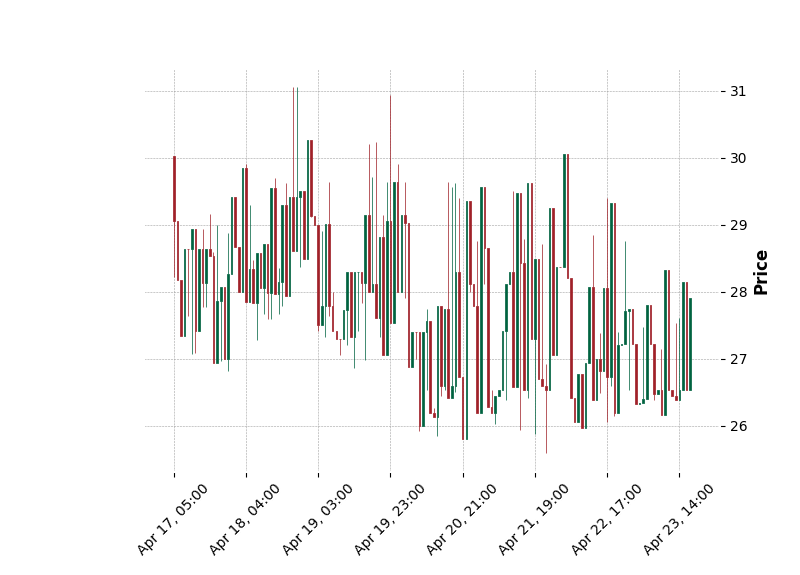 31
30
29
28
27
26
Price
Apr 17, 05:00
Apr 18, 04:00
Apr 19, 03:00
Apr 19, 23:00
Apr 20, 21:00
Apr 21, 19:00
Apr 22, 17:00
Apr 23, 14:00